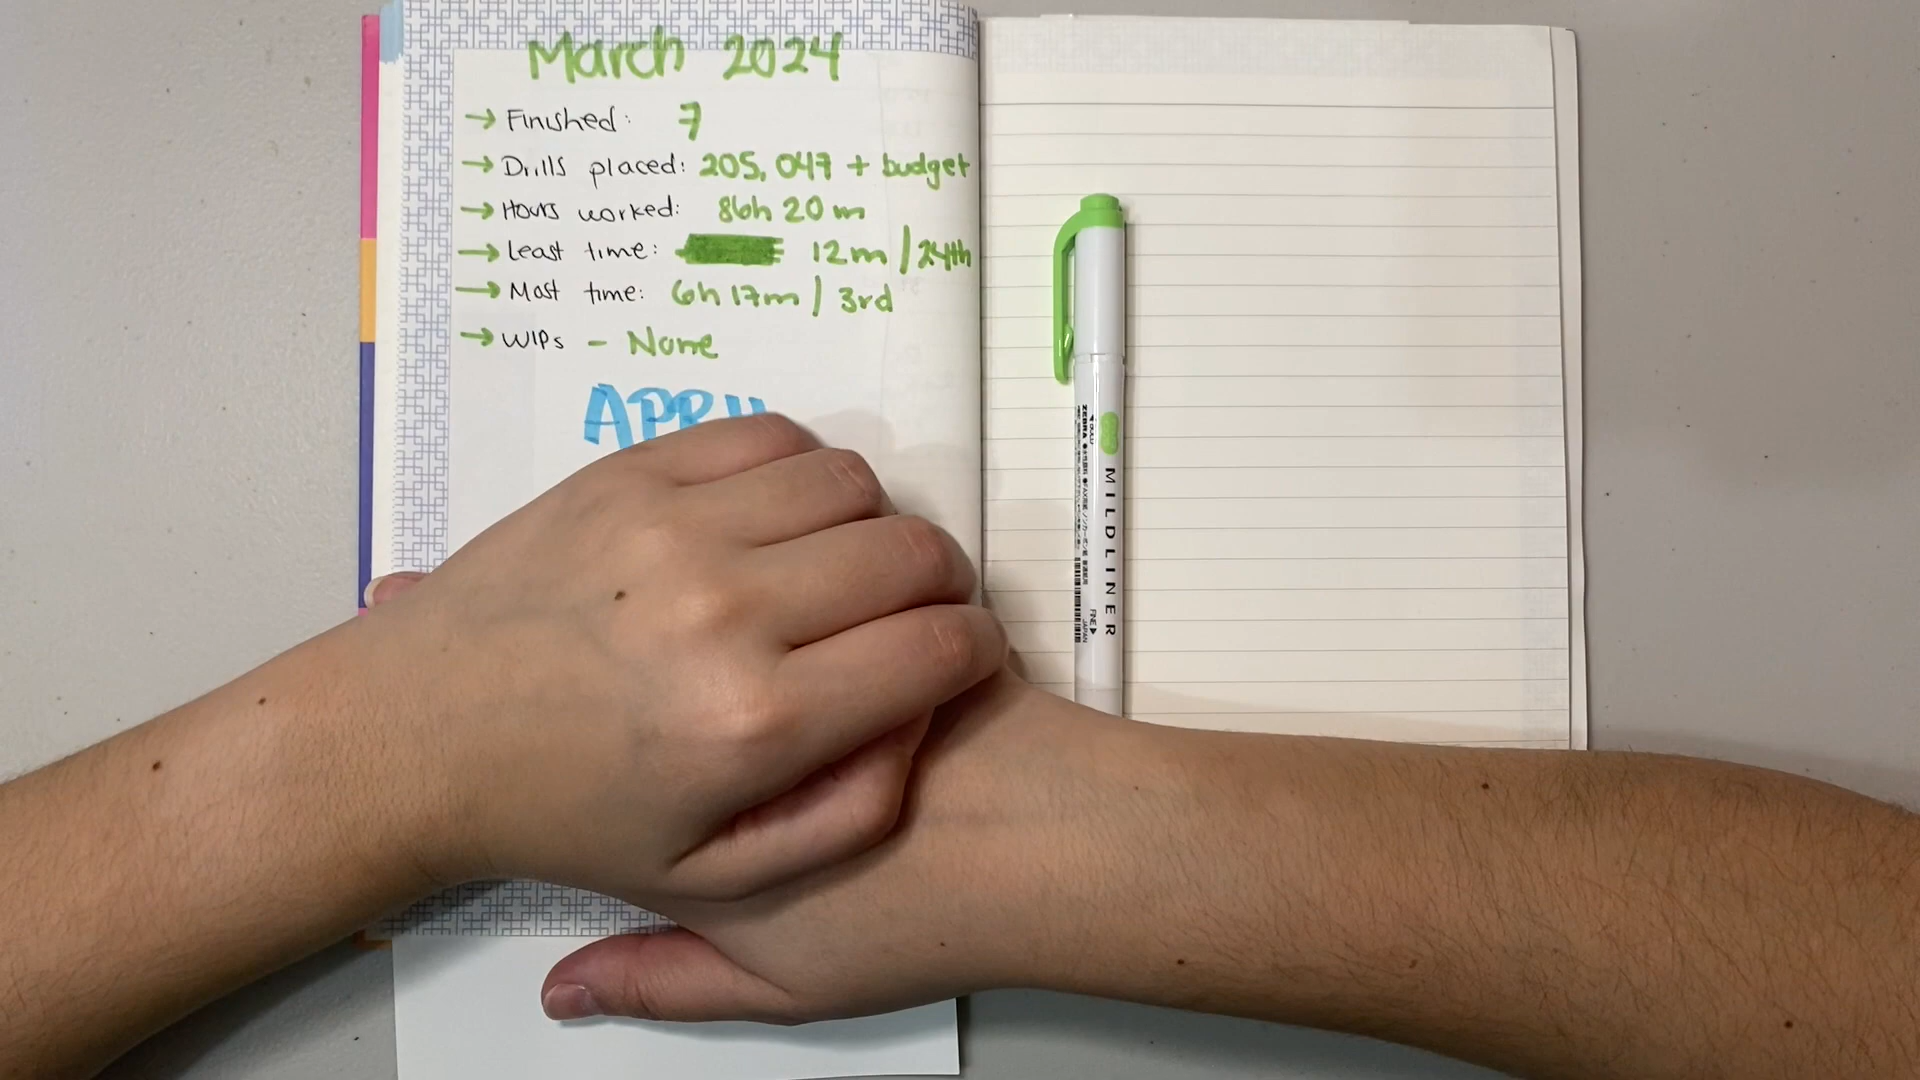 March 2024
→ Finished: 7
→ Drills placed: 205,047 + budget
→ Hours worked: 86h 20m
→ Least time: 12m / 24th
→ Most time: 6h 17m / 3rd
→ WIPs - None
MILDLINER
ZEBRA
FINE ▶
JAPAN